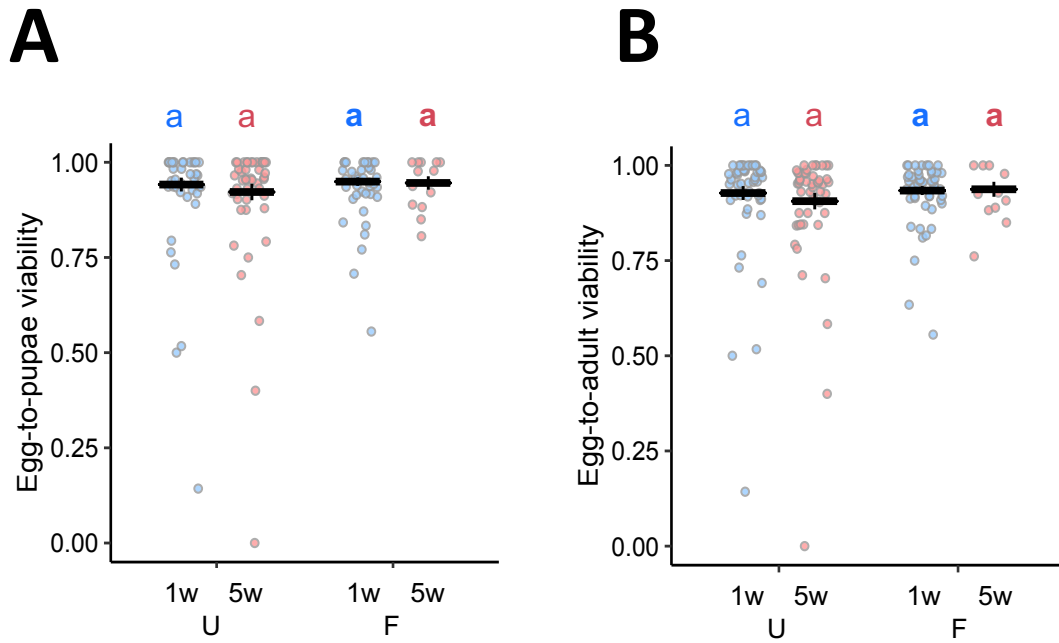 A
a a a a
1.00
0.75
0.50
0.25
0.00
Egg-to-pupae viability
1w 5w 1w 5w
U F
B
a a a a
1.00
0.75
0.50
0.25
0.00
Egg-to-adult viability
1w 5w 1w 5w
U F